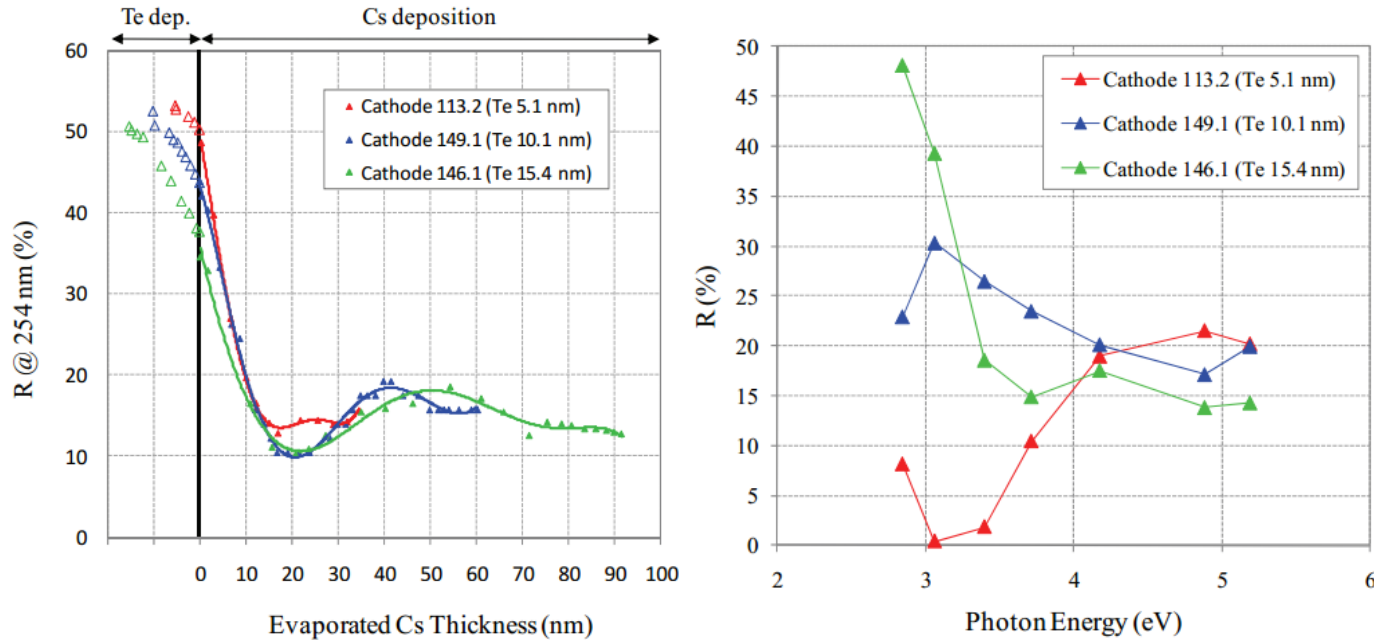 Te dep.
Cs deposition
60
50
40
30
20
10
0
R @ 254 nm (%)
Cathode 113.2 (Te 5.1 nm)
Cathode 149.1 (Te 10.1 nm)
Cathode 146.1 (Te 15.4 nm)
0 10 20 30 40 50 60 70 80 90 100
Evaporated Cs Thickness (nm)
50
45
40
35
30
25
20
15
10
5
0
R (%)
Cathode 113.2 (Te 5.1 nm)
Cathode 149.1 (Te 10.1 nm)
Cathode 146.1 (Te 15.4 nm)
2 3 4 5 6
Photon Energy (eV)